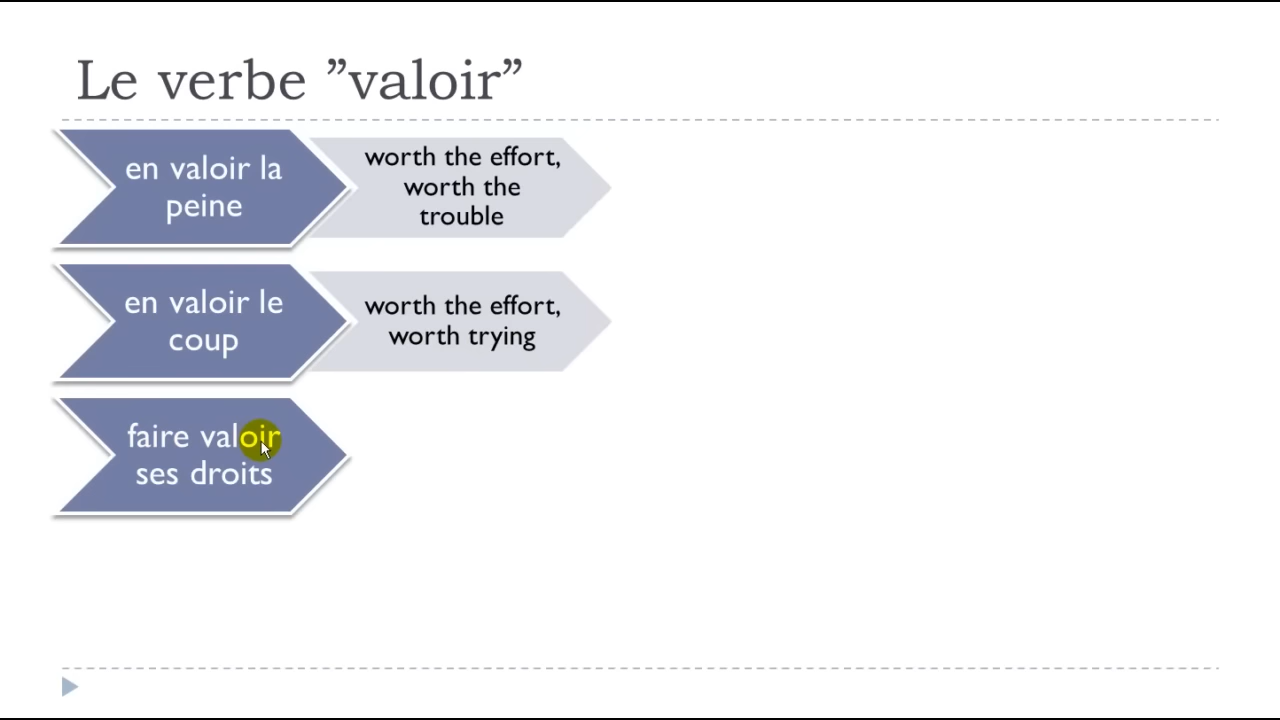 Le verbe ”valoir”
en valoir la
peine
worth the effort,
worth the
trouble
en valoir le
coup
worth the effort,
worth trying
faire valoir
ses droits